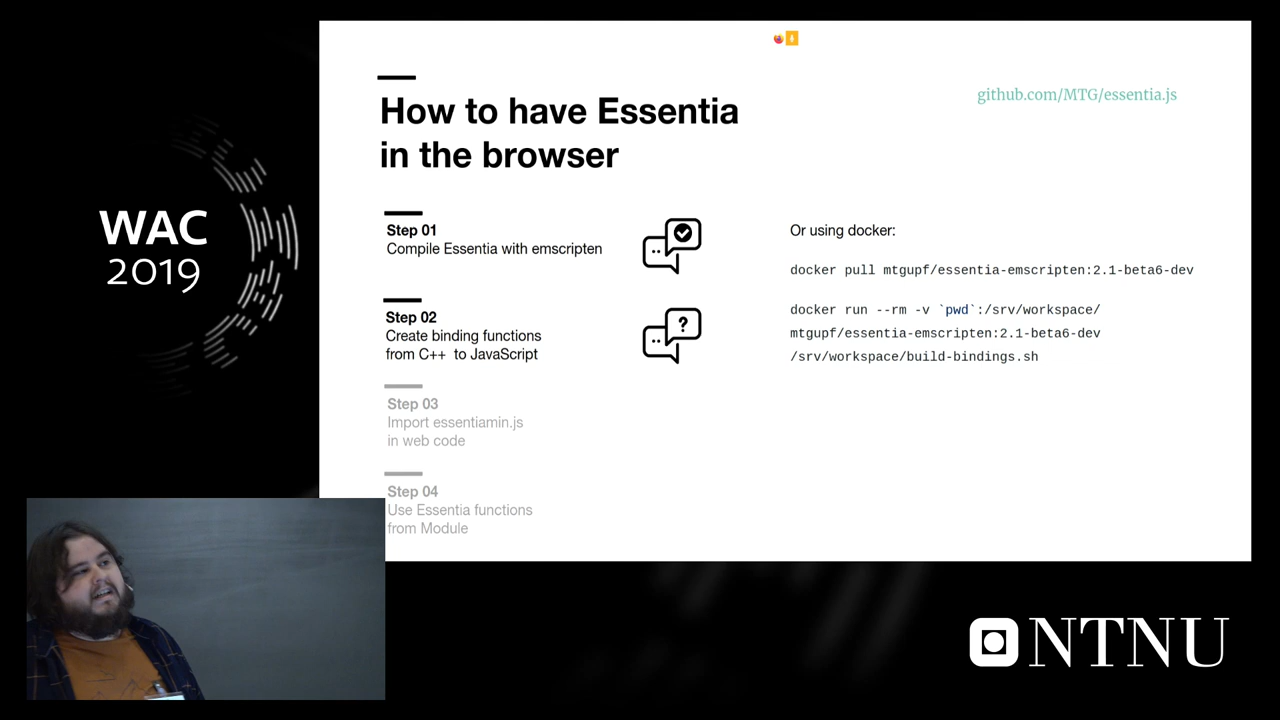 WAC
2019
github.com/MTG/essentia.js
How to have Essentia
in the browser
Step 01
Compile Essentia with emscripten
Step 02
Create binding functions
from C++ to JavaScript
Step 03
Import essentiamin.js
in web code
Step 04
Use Essentia functions
from Module
Or using docker:
docker pull mtgupf/essentia-emscripten:2.1-beta6-dev
docker run --rm -v `pwd`:/srv/workspace/
mtgupf/essentia-emscripten:2.1-beta6-dev
/srv/workspace/build-bindings.sh
NTNU